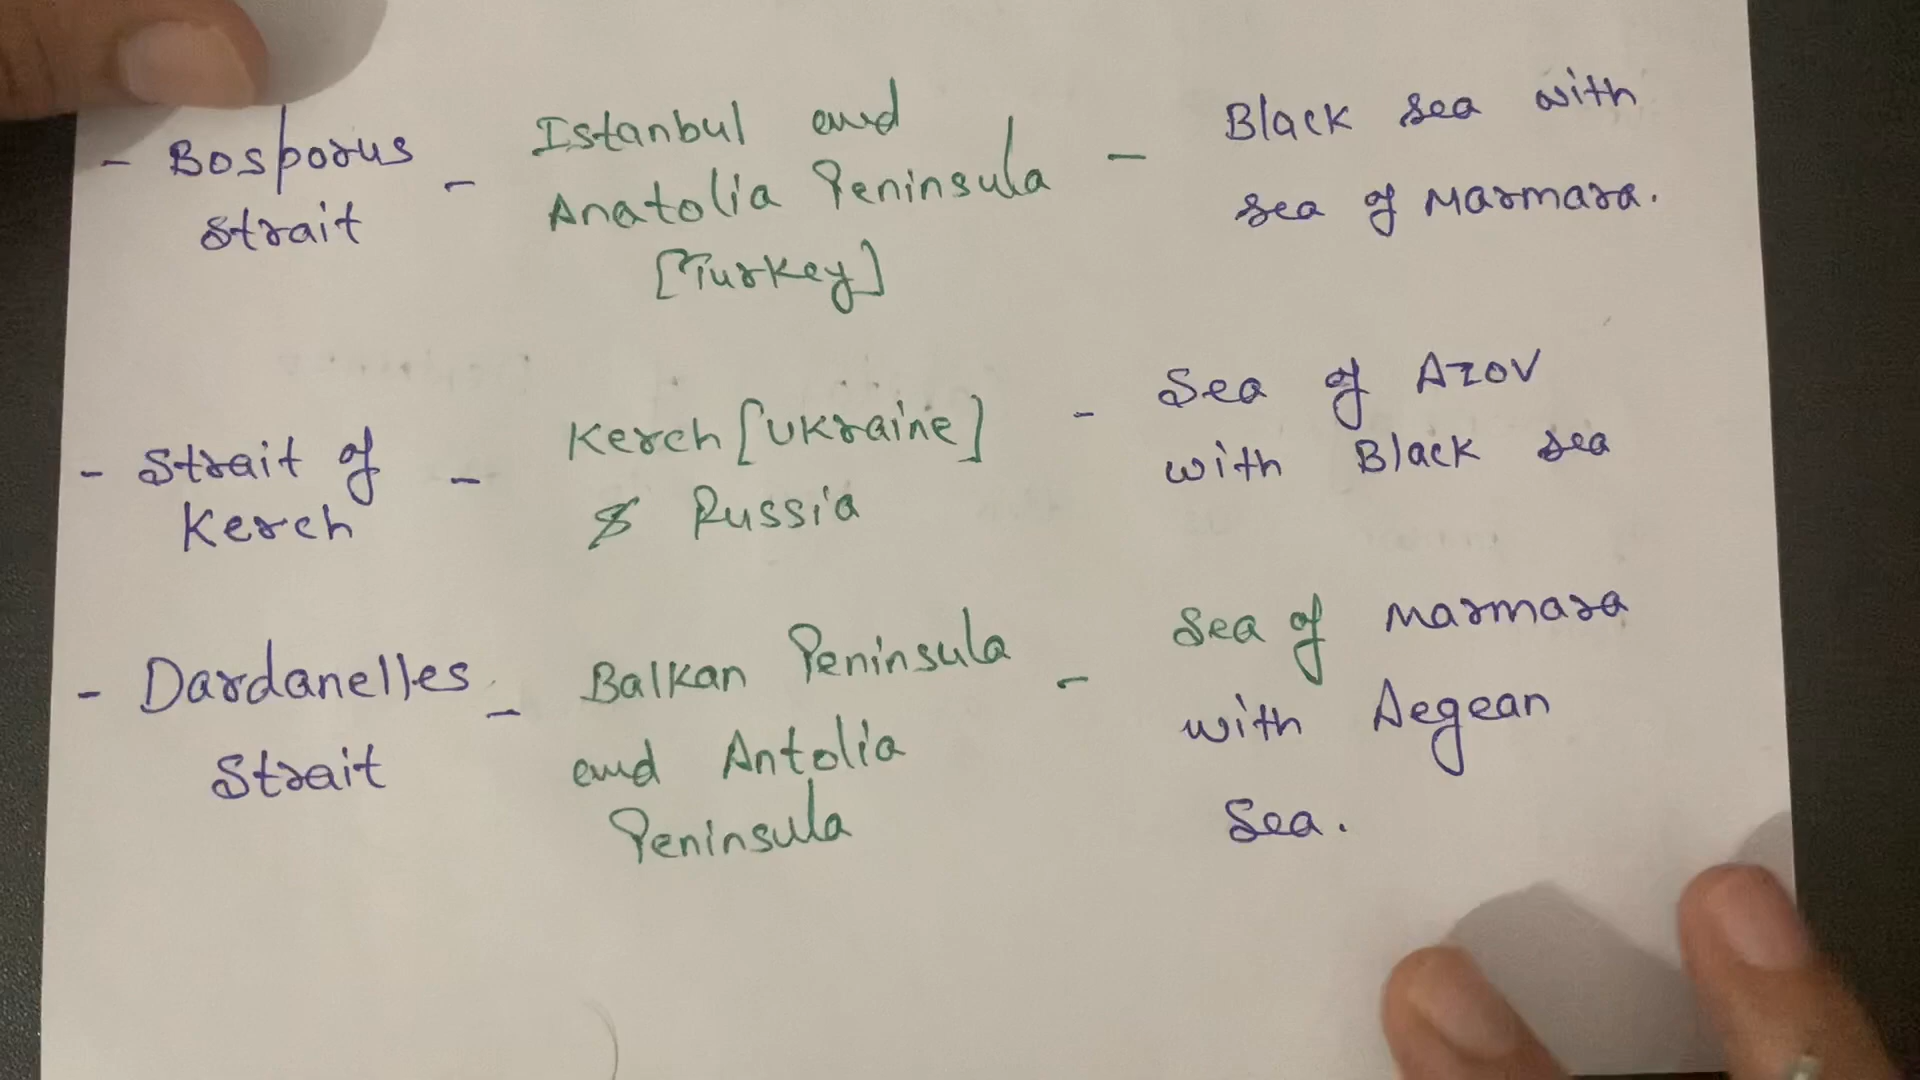 - Bosporus Strait - Istanbul and Anatolia Peninsula [Turkey] - Black sea with sea of Marmara.
- Strait of Kerch - Kerch [Ukraine] & Russia - Sea of Azov with Black sea
- Dardanelles Strait - Balkan Peninsula and Antolia Peninsula - Sea of Marmara with Aegean Sea.